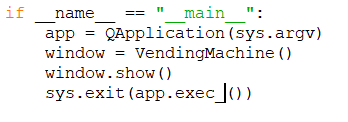 if __name__ == "__main__":
    app = QApplication(sys.argv)
    window = VendingMachine()
    window.show()
    sys.exit(app.exec_())